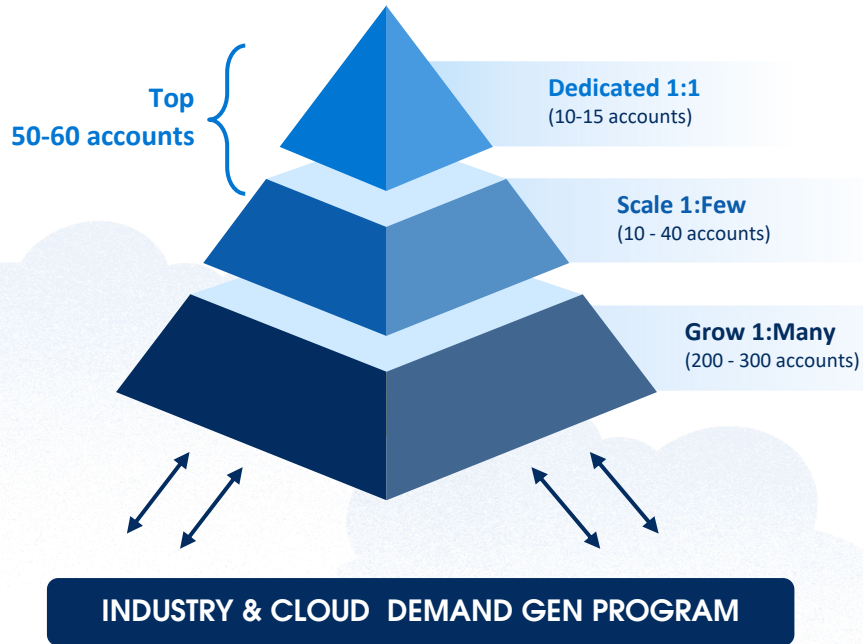 Top
50-60 accounts
Dedicated 1:1
(10-15 accounts)
Scale 1:Few
(10 - 40 accounts)
Grow 1:Many
(200 - 300 accounts)
INDUSTRY & CLOUD DEMAND GEN PROGRAM